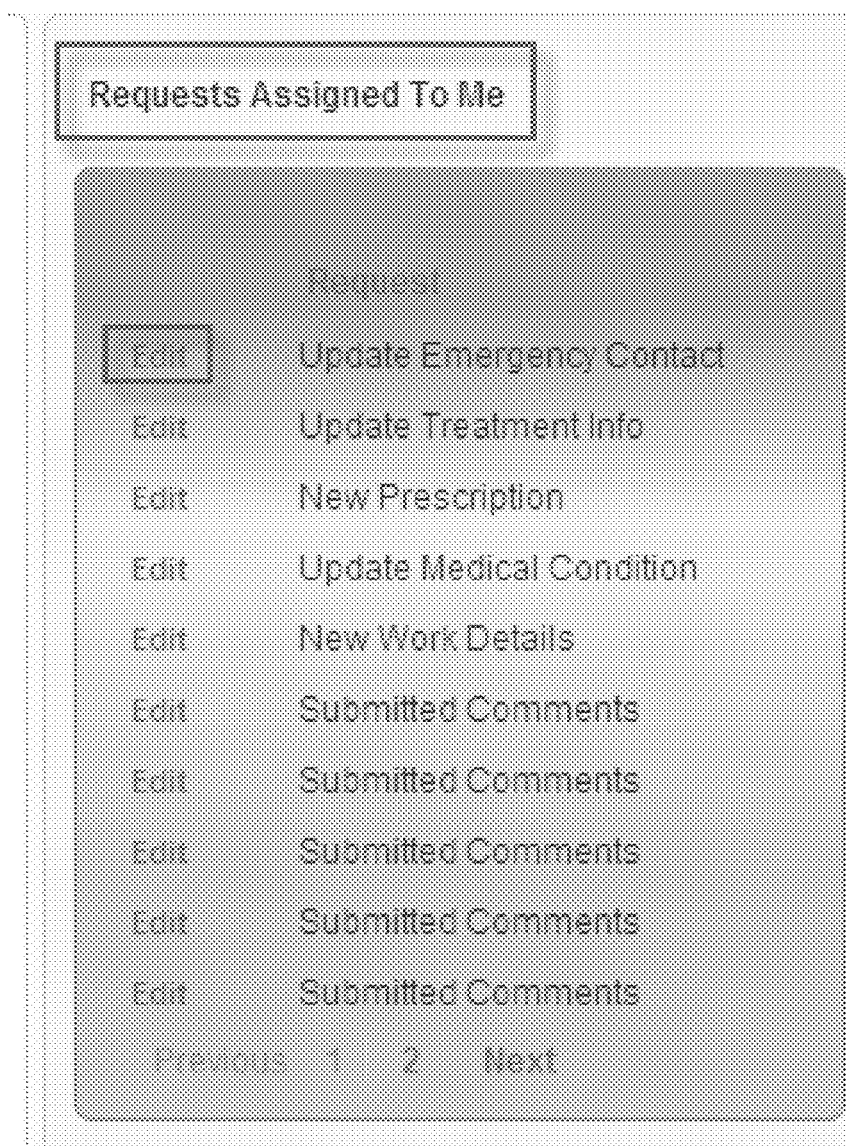 Requests Assigned To Me
Request
Edit Update Emergency Contact
Edit Update Treatment Info
Edit New Prescription
Edit Update Medical Condition
Edit New Work Details
Edit Submitted Comments
Edit Submitted Comments
Edit Submitted Comments
Edit Submitted Comments
Edit Submitted Comments
Previous 1 2 Next